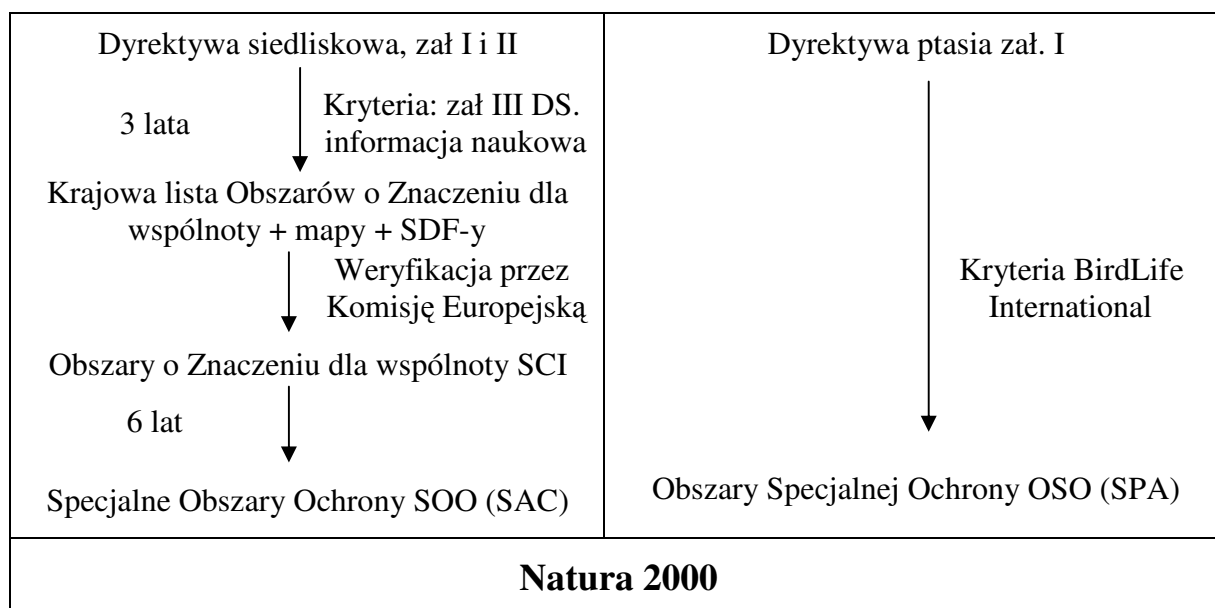 Dyrektywa siedliskowa, zał I i II
3 lata
Kryteria: zał III DS.
informacja naukowa
Krajowa lista Obszarów o Znaczeniu dla
wspólnoty + mapy + SDF-y
Weryfikacja przez
Komisję Europejską
Obszary o Znaczeniu dla wspólnoty SCI
6 lat
Specjalne Obszary Ochrony SOO (SAC)
Dyrektywa ptasia zał. I
Kryteria BirdLife
International
Obszary Specjalnej Ochrony OSO (SPA)
Natura 2000